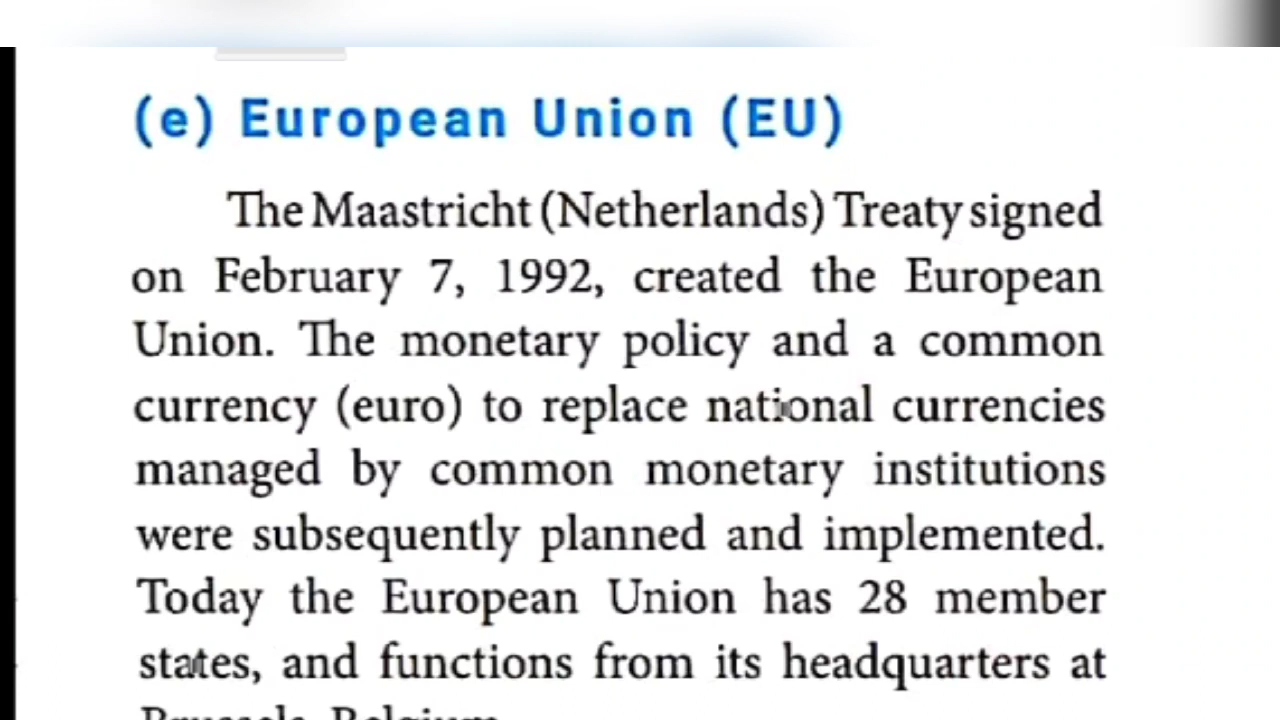 (e) European Union (EU)
The Maastricht (Netherlands) Treaty signed
on February 7, 1992, created the European
Union. The monetary policy and a common
currency (euro) to replace national currencies
managed by common monetary institutions
were subsequently planned and implemented.
Today the European Union has 28 member
states, and functions from its headquarters at
Brussels, Belgium.